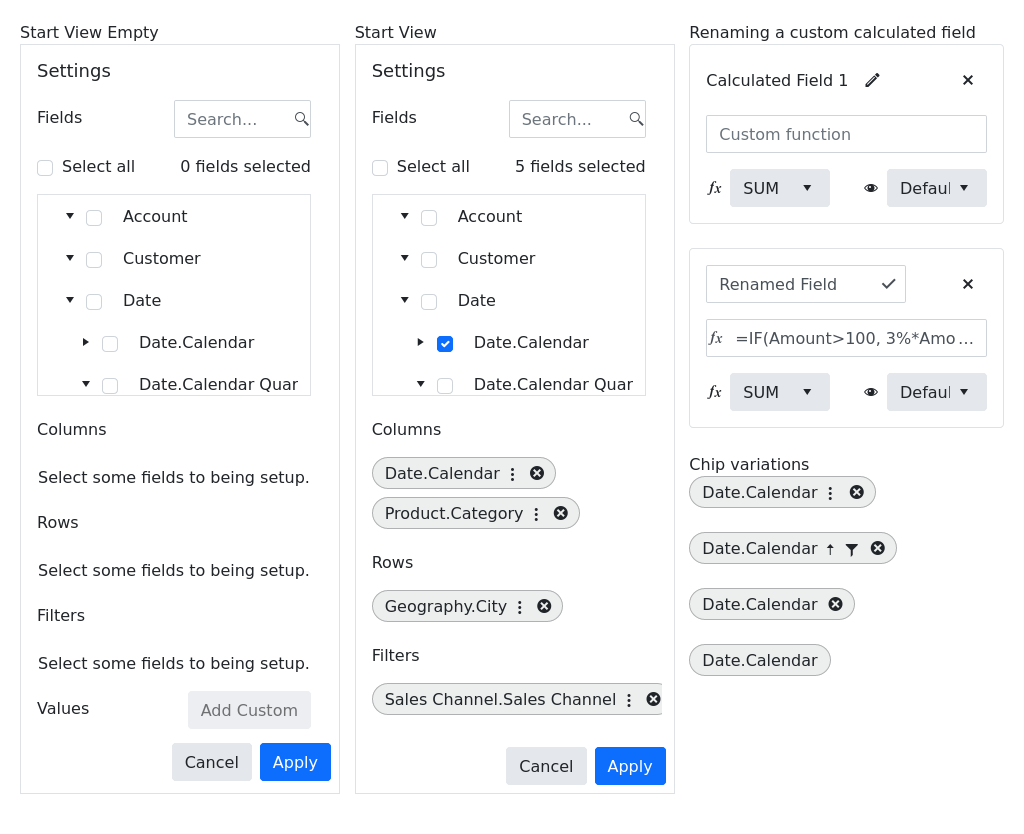 Start View Empty
Settings
Fields
Search...
Select all
0 fields selected
Account
Customer
Date
Date.Calendar
Date.Calendar Quar
Columns
Select some fields to being setup.
Rows
Select some fields to being setup.
Filters
Select some fields to being setup.
Values
Add Custom
Cancel
Apply
Start View
Settings
Fields
Search...
Select all
5 fields selected
Account
Customer
Date
Date.Calendar
Date.Calendar Quar
Columns
Date.Calendar
Product.Category
Rows
Geography.City
Filters
Sales Channel.Sales Channel
Cancel
Apply
Renaming a custom calculated field
Calculated Field 1
Custom function
fx
SUM
Defaul
Renamed Field
fx
=IF(Amount>100, 3%*Amo...
fx
SUM
Defaul
Chip variations
Date.Calendar
Date.Calendar
Date.Calendar
Date.Calendar